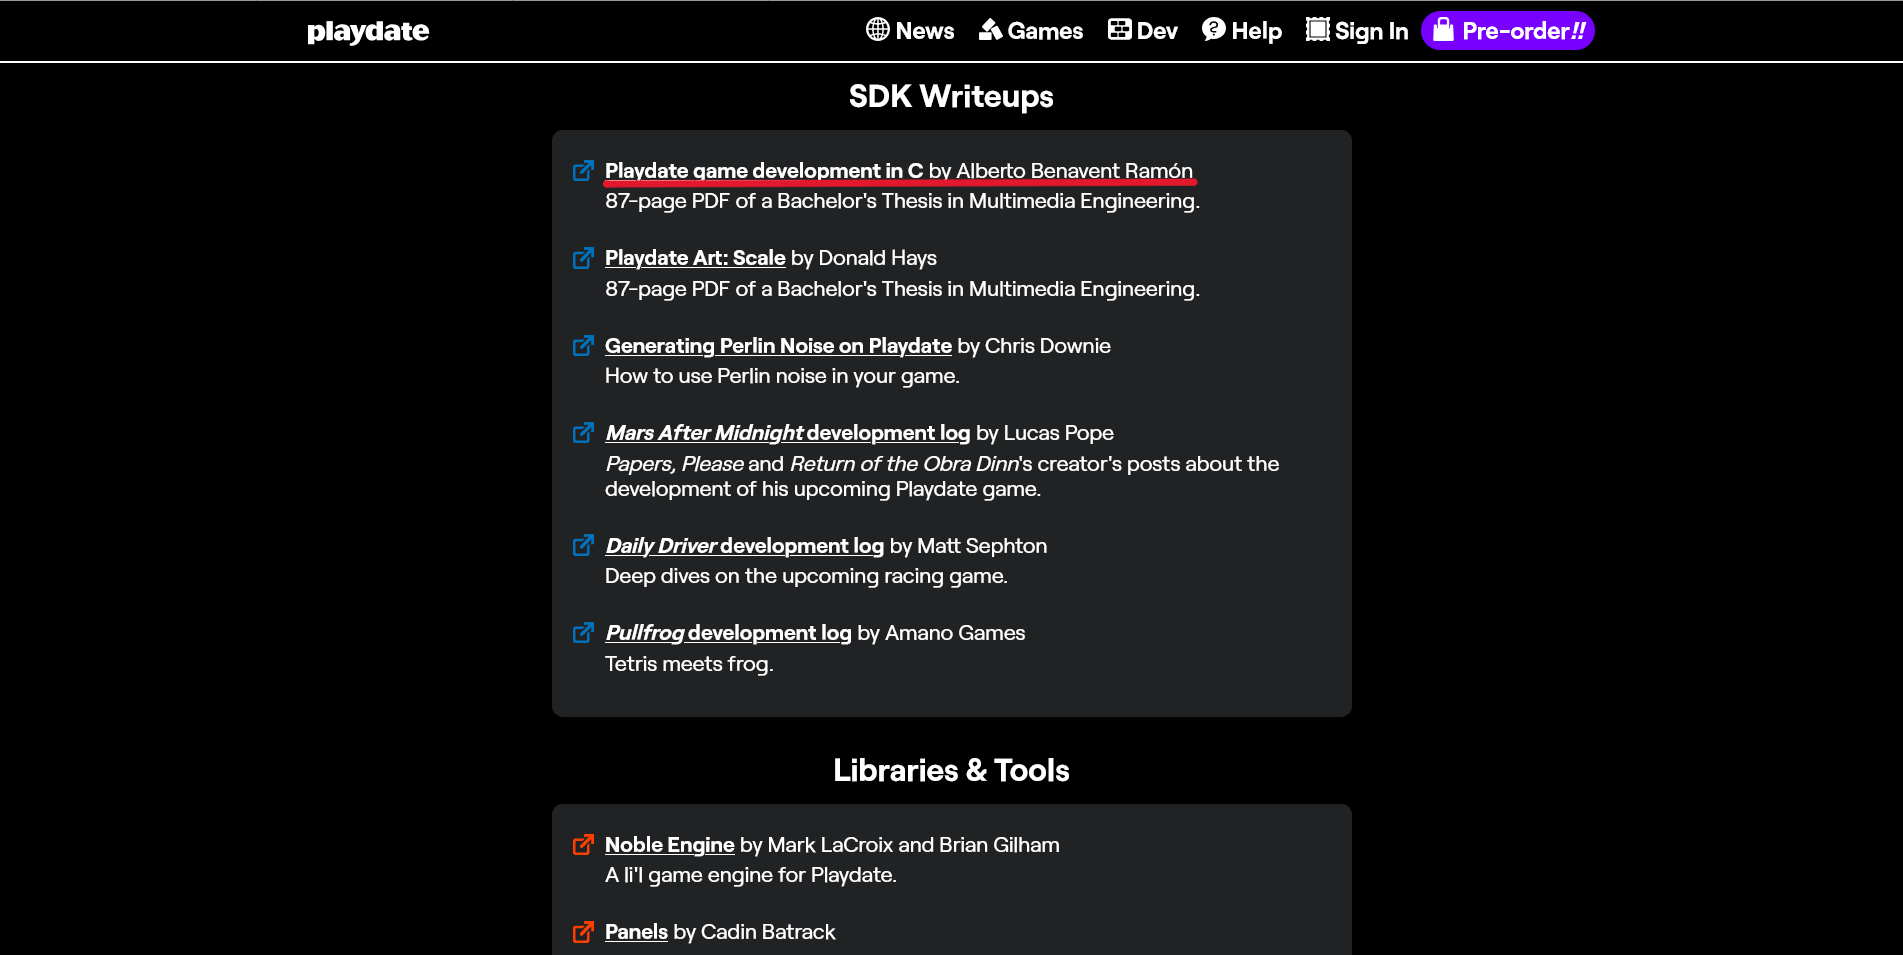 playdate
News Games Dev Help Sign In Pre-order!!
SDK Writeups
Playdate game development in C by Alberto Benavent Ramón
87-page PDF of a Bachelor's Thesis in Multimedia Engineering.
Playdate Art: Scale by Donald Hays
87-page PDF of a Bachelor's Thesis in Multimedia Engineering.
Generating Perlin Noise on Playdate by Chris Downie
How to use Perlin noise in your game.
Mars After Midnight development log by Lucas Pope
Papers, Please and Return of the Obra Dinn's creator's posts about the
development of his upcoming Playdate game.
Daily Driver development log by Matt Sephton
Deep dives on the upcoming racing game.
Pullfrog development log by Amano Games
Tetris meets frog.
Libraries & Tools
Noble Engine by Mark LaCroix and Brian Gilham
A li'l game engine for Playdate.
Panels by Cadin Batrack